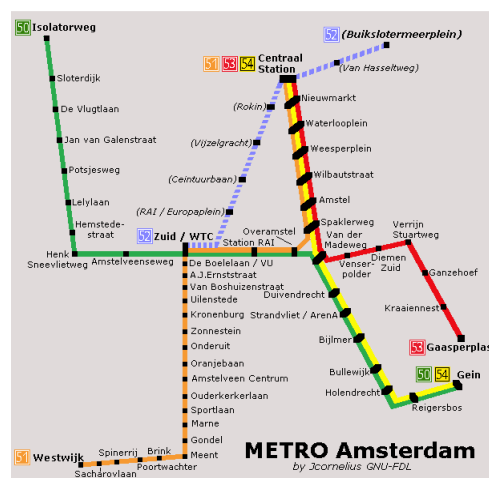 50 Isolatorweg
52 (Buikslotermeerplein)
51 53 54 Centraal
Station
(Van Hasseltweg)
Sloterdijk
Nieuwmarkt
(Rokin)
De Vlugtlaan
Waterlooplein
Jan van Galenstraat
(Vijzelgracht)
Weesperplein
Potsjesweg
(Ceintuurbaan)
Wilbautstraat
Lelylaan
Amstel
(RAI / Europaplein)
Hemstede-
straat
Spaklerweg
Verrijn
Stuartweg
52 Zuid / WTC
Overamstel
Station RAI
Van der
Madeweg
Henk
Sneevlietweg
Amstelveenseweg
De Boelelaan / VU
Venser-
polder
Diemen
Zuid
A.J.Ernststraat
Ganzehoef
Van Boshuizenstraat
Uilenstede
Duivendrecht
Kronenburg
Strandvliet / ArenA
Kraaiennest
Zonnestein
Onderuit
Bijlmer
53 Gaasperplas
Oranjebaan
Bullewijk
50 54 Gein
Amstelveen Centrum
Ouderkerkerlaan
Holendrecht
Reigersbos
Sportlaan
Marne
Gondel
Meent
51 Westwijk
Spinerrij
Brink
Sacharovlaan
Poortwachter
METRO Amsterdam
by Jcornelius GNU-FDL